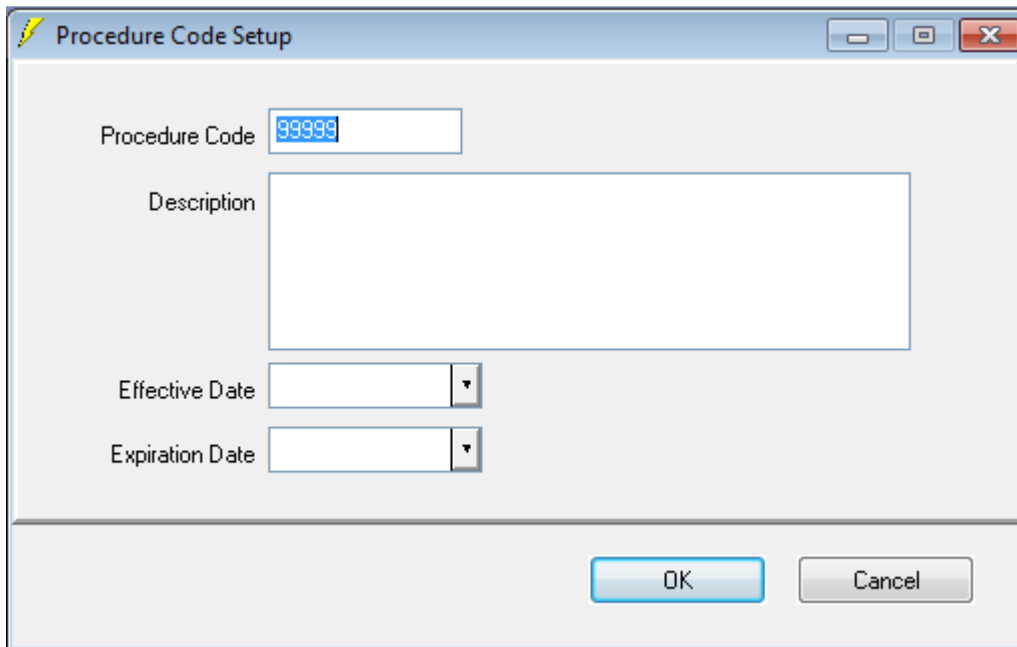 Procedure Code Setup
Procedure Code 99999
Description
Effective Date
Expiration Date
OK Cancel